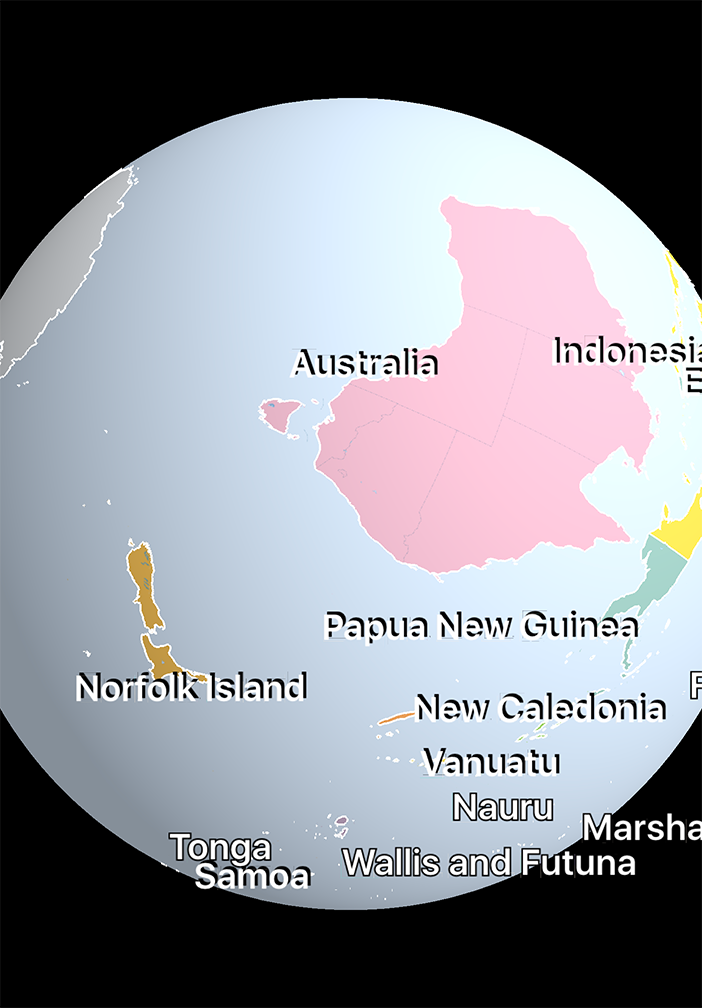 Indonesia
Australia
Papua New Guinea
Norfolk Island
New Caledonia
Vanuatu
Nauru
Marsha
Tonga
Wallis and Futuna
Samoa